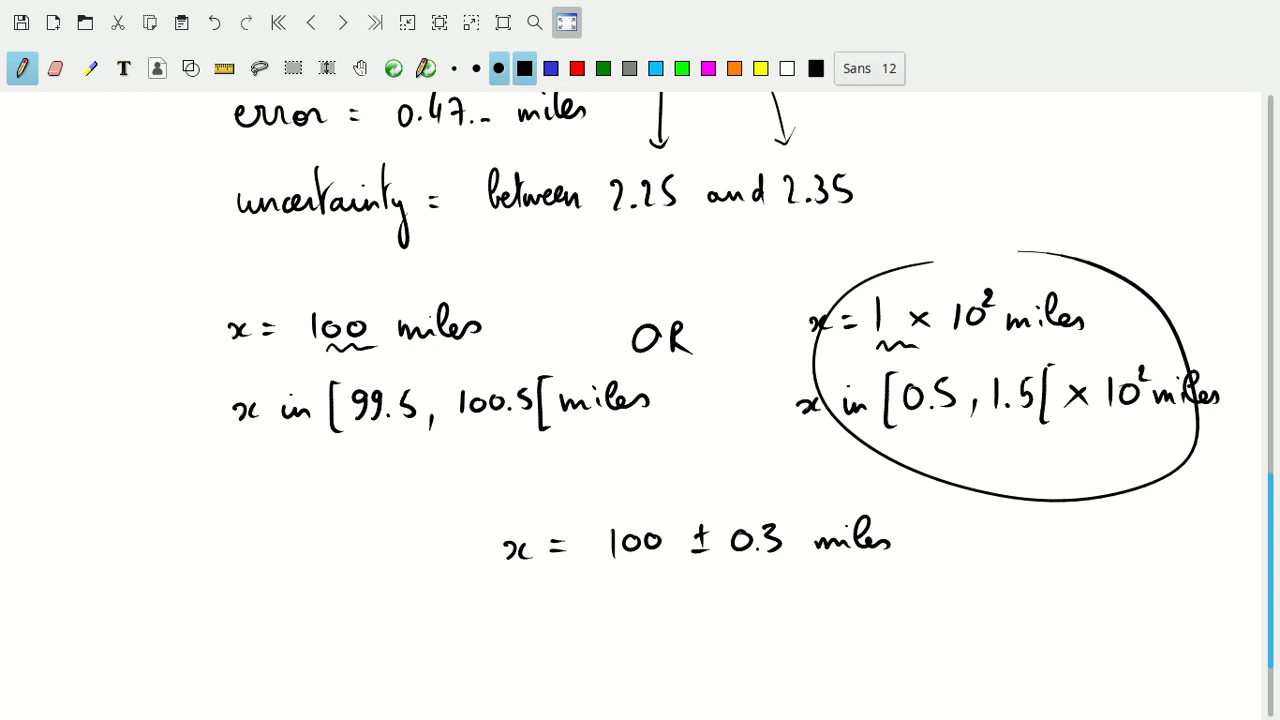 Sans 12
error = 0.47.. miles
uncertainty = between 2.25 and 2.35
x = 100 miles OR x = 1 × 10² miles
x in [99.5, 100.5[ miles x in [0.5, 1.5[ × 10² miles
x = 100 ± 0.3 miles